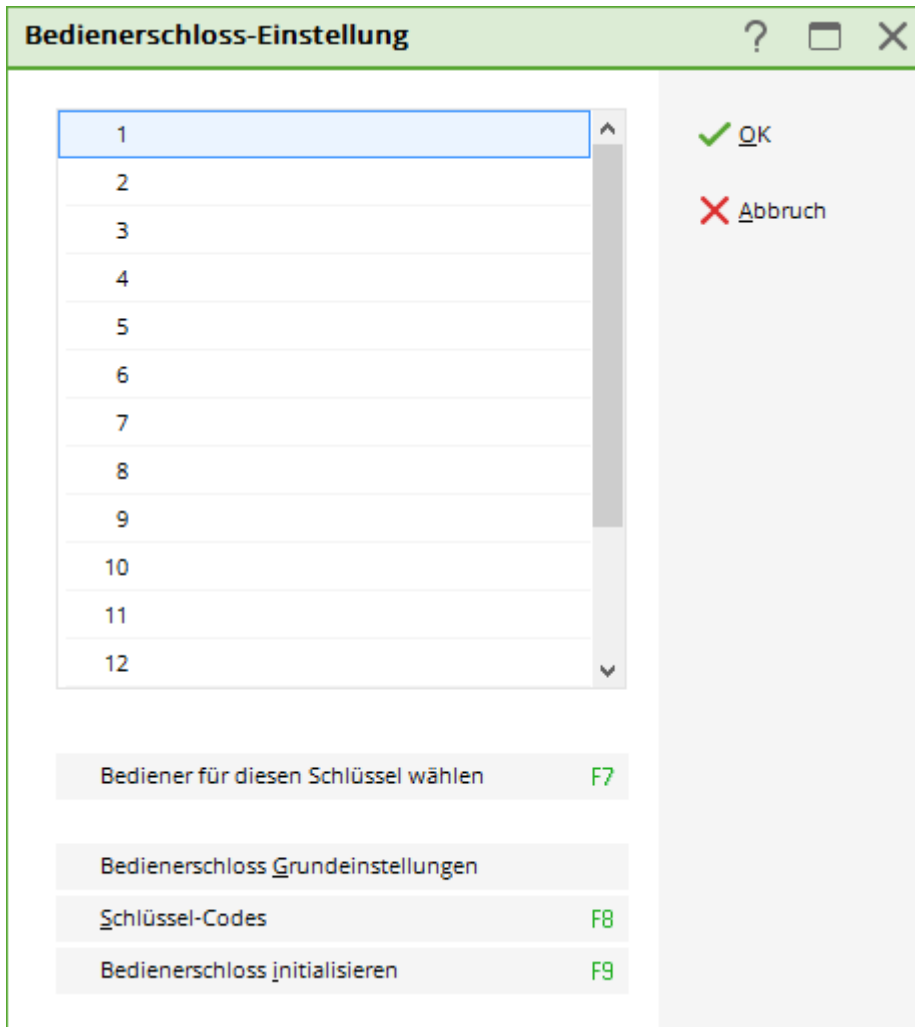 Bedienerschloss-Einstellung
1
2
3
4
5
6
7
8
9
10
11
12
OK
Abbruch
Bediener für diesen Schlüssel wählen F7
Bedienerschloss Grundeinstellungen
Schlüssel-Codes F8
Bedienerschloss initialisieren F9